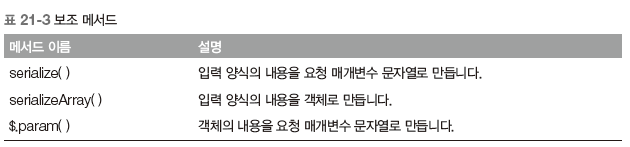 표 21-3 보조 메서드
메서드 이름 설명
serialize( ) 입력 양식의 내용을 요청 매개변수 문자열로 만듭니다.
serializeArray( ) 입력 양식의 내용을 객체로 만듭니다.
$.param( ) 객체의 내용을 요청 매개변수 문자열로 만듭니다.